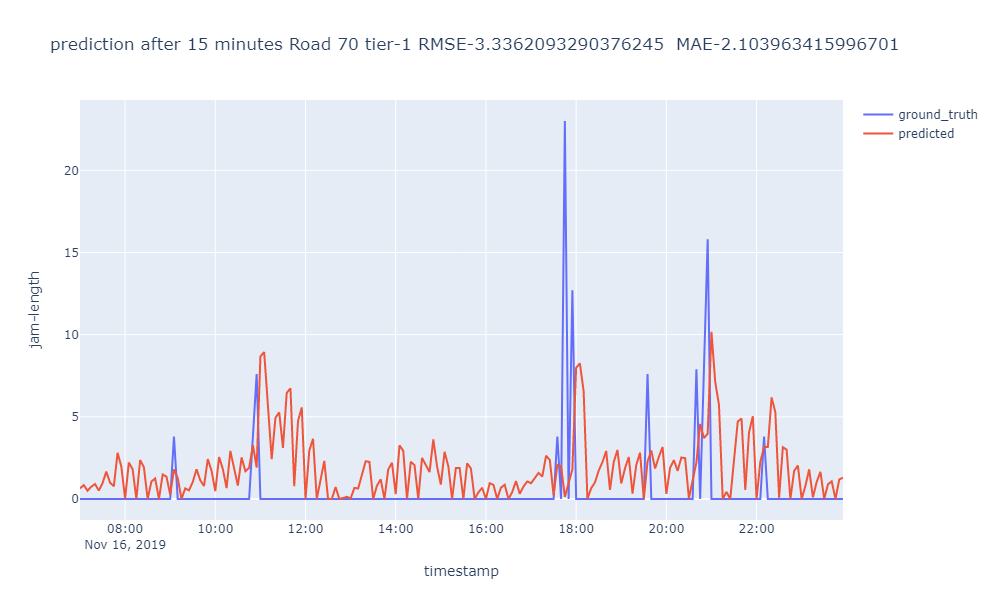 prediction after 15 minutes Road 70 tier-1 RMSE-3.3362093290376245  MAE-2.103963415996701
ground_truth
predicted
20
15
10
5
0
jam-length
08:00 10:00 12:00 14:00 16:00 18:00 20:00 22:00
Nov 16, 2019
timestamp